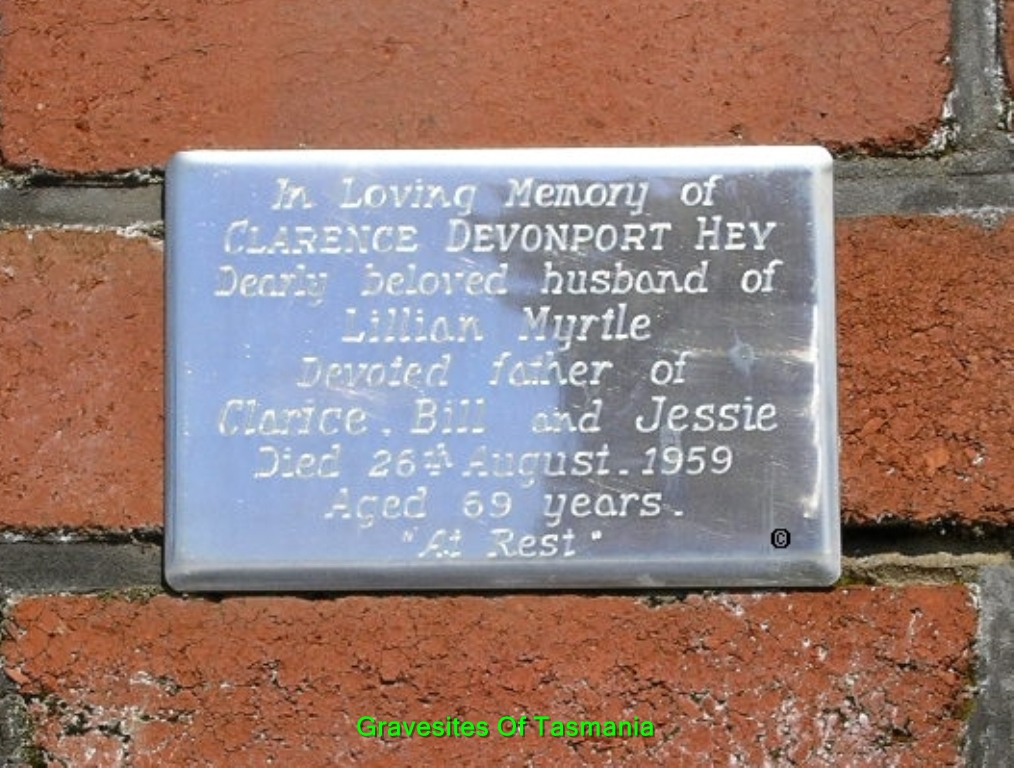 In Loving Memory of
CLARENCE DEVONPORT HEY
Dearly beloved husband of
Lillian Myrtle
Devoted father of
Clarice, Bill and Jessie
Died 26th August. 1959
Aged 69 years.
"At Rest"
©
Gravesites Of Tasmania